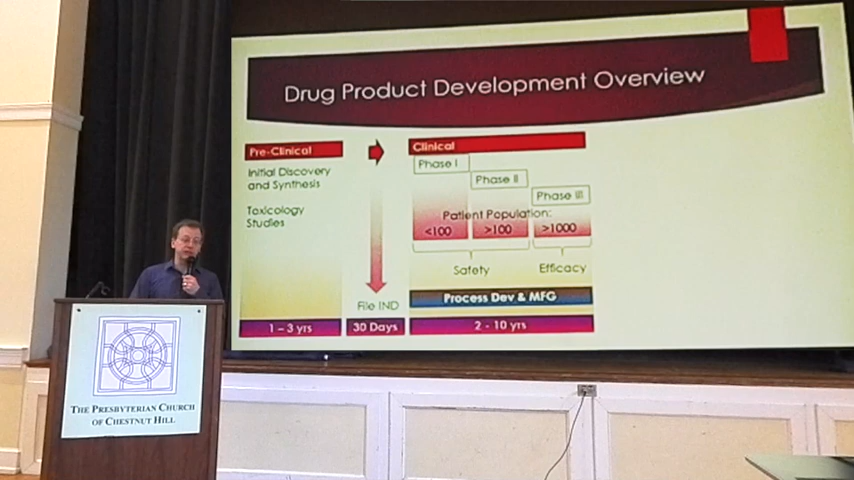 Drug Product Development Overview
Pre-Clinical
Initial Discovery
and Synthesis
Toxicology
Studies
File IND
1 – 3 yrs
30 Days
Clinical
Phase I
Phase II
Phase III
Patient Population:
<100
>100
>1000
Safety
Efficacy
Process Dev & MFG
2 - 10 yrs
THE PRESBYTERIAN CHURCH
OF CHESTNUT HILL